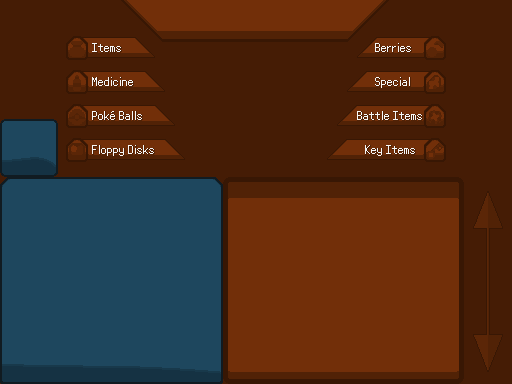 Items
Medicine
Poké Balls
Floppy Disks
Berries
Special
Battle Items
Key Items